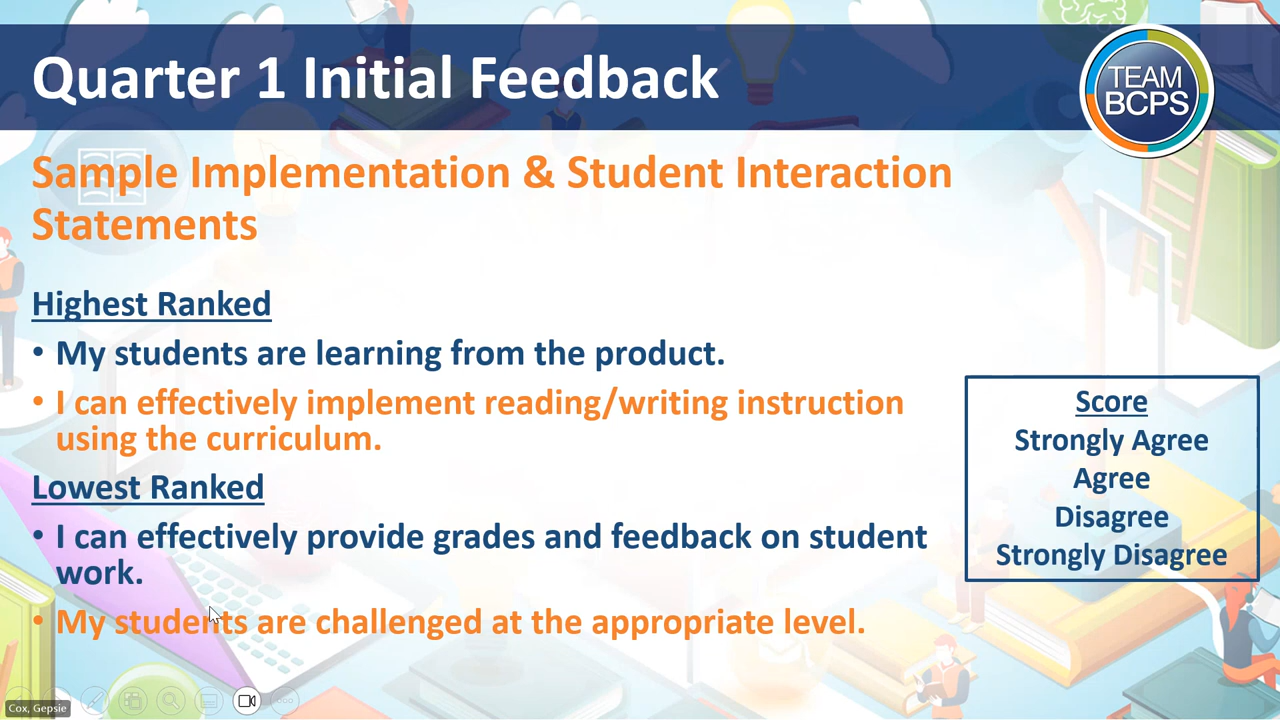 Quarter 1 Initial Feedback
TEAM
BCPS
Sample Implementation & Student Interaction
Statements
Highest Ranked
• My students are learning from the product.
• I can effectively implement reading/writing instruction
using the curriculum.
Lowest Ranked
• I can effectively provide grades and feedback on student
work.
• My students are challenged at the appropriate level.
Score
Strongly Agree
Agree
Disagree
Strongly Disagree
Cox, Gepsie